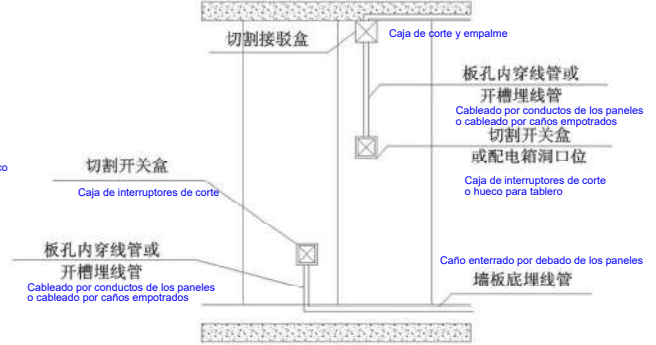 切割接驳盒
Caja de corte y empalme
板孔内穿线管或
开槽埋线管
Cableado por conductos de los paneles
o cableado por caños empotrados
切割开关盒
或配电箱洞口位
Caja de interruptores de corte
o hueco para tablero
co
切割开关盒
Caja de interruptores de corte
板孔内穿线管或
开槽埋线管
Cableado por conductos de los paneles
o cableado por caños empotrados
Caño enterrado por debado de los paneles
墙板底埋线管